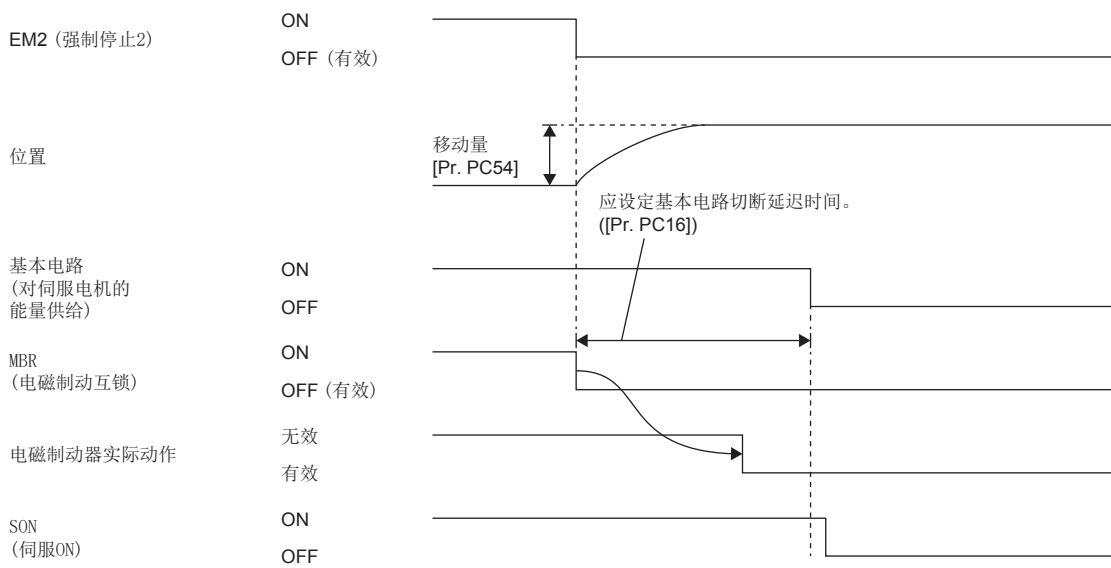 EM2 (强制停止2)
ON
OFF (有效)
位置
移动量
[Pr. PC54]
应设定基本电路切断延迟时间。
([Pr. PC16])
基本电路
(对伺服电机的
能量供给)
ON
OFF
MBR
(电磁制动互锁)
ON
OFF (有效)
电磁制动器实际动作
无效
有效
SON
(伺服ON)
ON
OFF